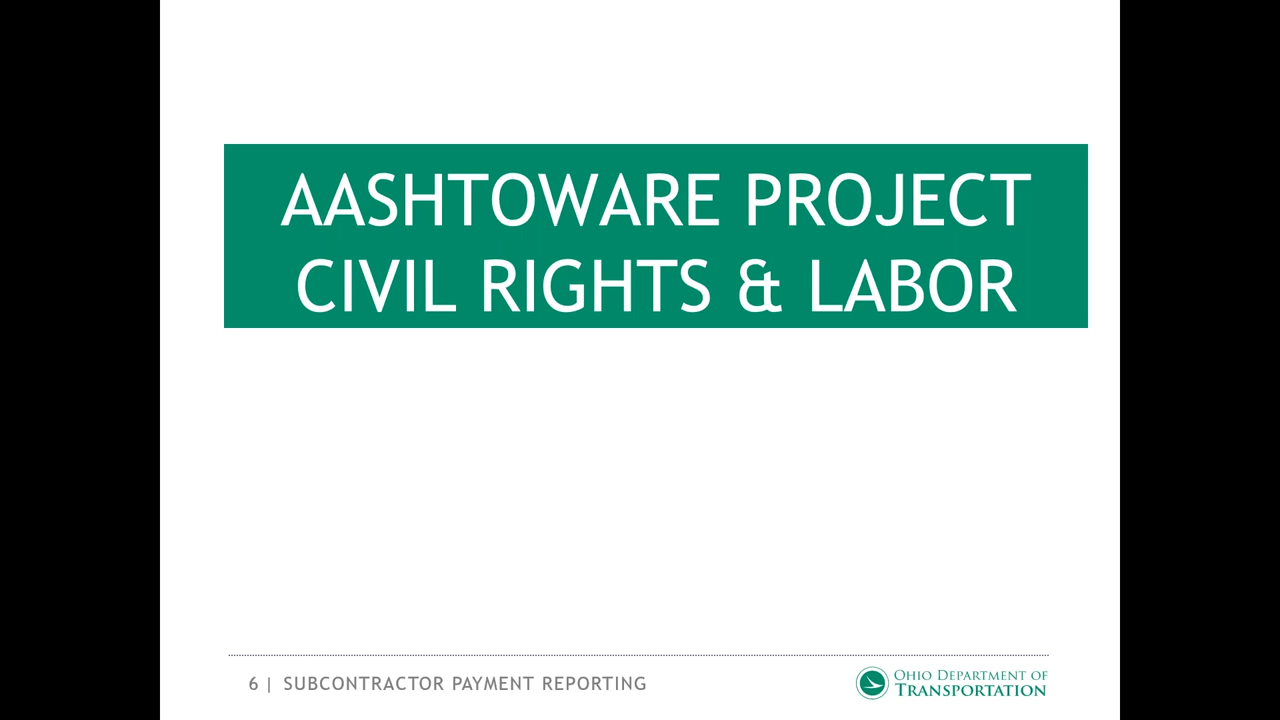 AASHTOWARE PROJECT
CIVIL RIGHTS & LABOR
6 | SUBCONTRACTOR PAYMENT REPORTING
OHIO DEPARTMENT OF
TRANSPORTATION